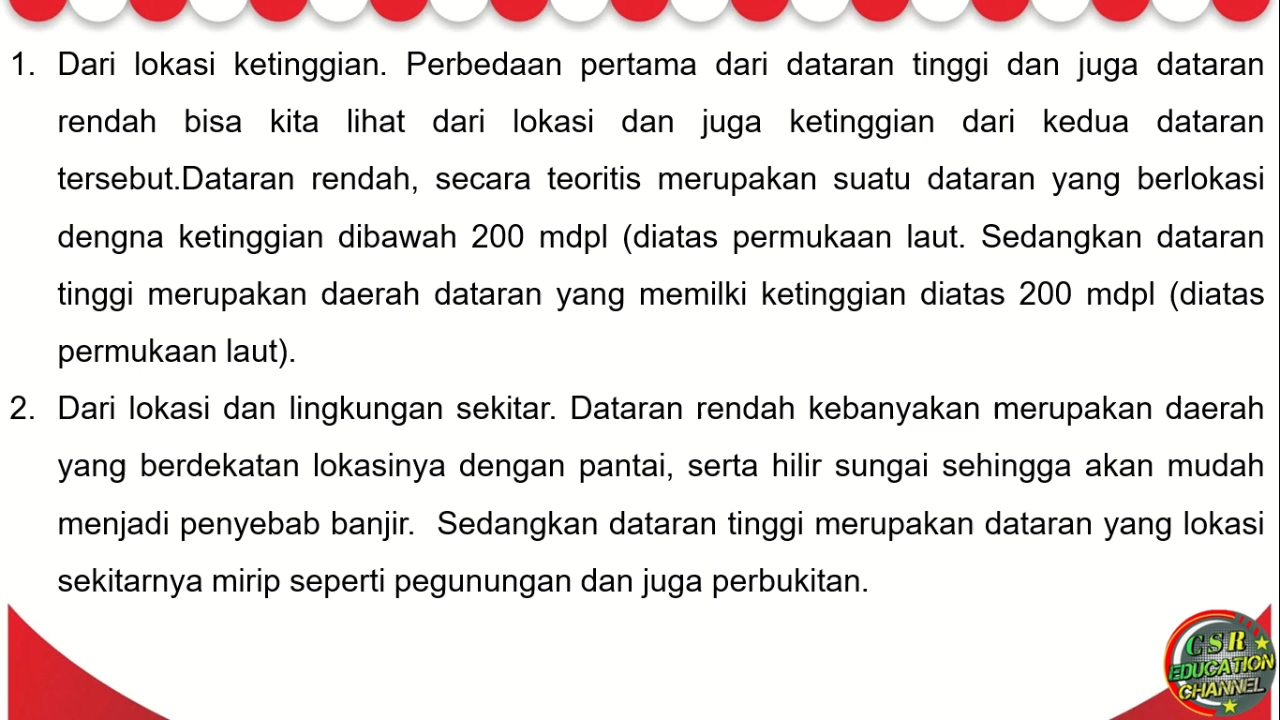 1. Dari lokasi ketinggian. Perbedaan pertama dari dataran tinggi dan juga dataran
rendah bisa kita lihat dari lokasi dan juga ketinggian dari kedua dataran
tersebut.Dataran rendah, secara teoritis merupakan suatu dataran yang berlokasi
dengna ketinggian dibawah 200 mdpl (diatas permukaan laut. Sedangkan dataran
tinggi merupakan daerah dataran yang memilki ketinggian diatas 200 mdpl (diatas
permukaan laut).
2. Dari lokasi dan lingkungan sekitar. Dataran rendah kebanyakan merupakan daerah
yang berdekatan lokasinya dengan pantai, serta hilir sungai sehingga akan mudah
menjadi penyebab banjir. Sedangkan dataran tinggi merupakan dataran yang lokasi
sekitarnya mirip seperti pegunungan dan juga perbukitan.
CSR
EDUCATION
CHANNEL